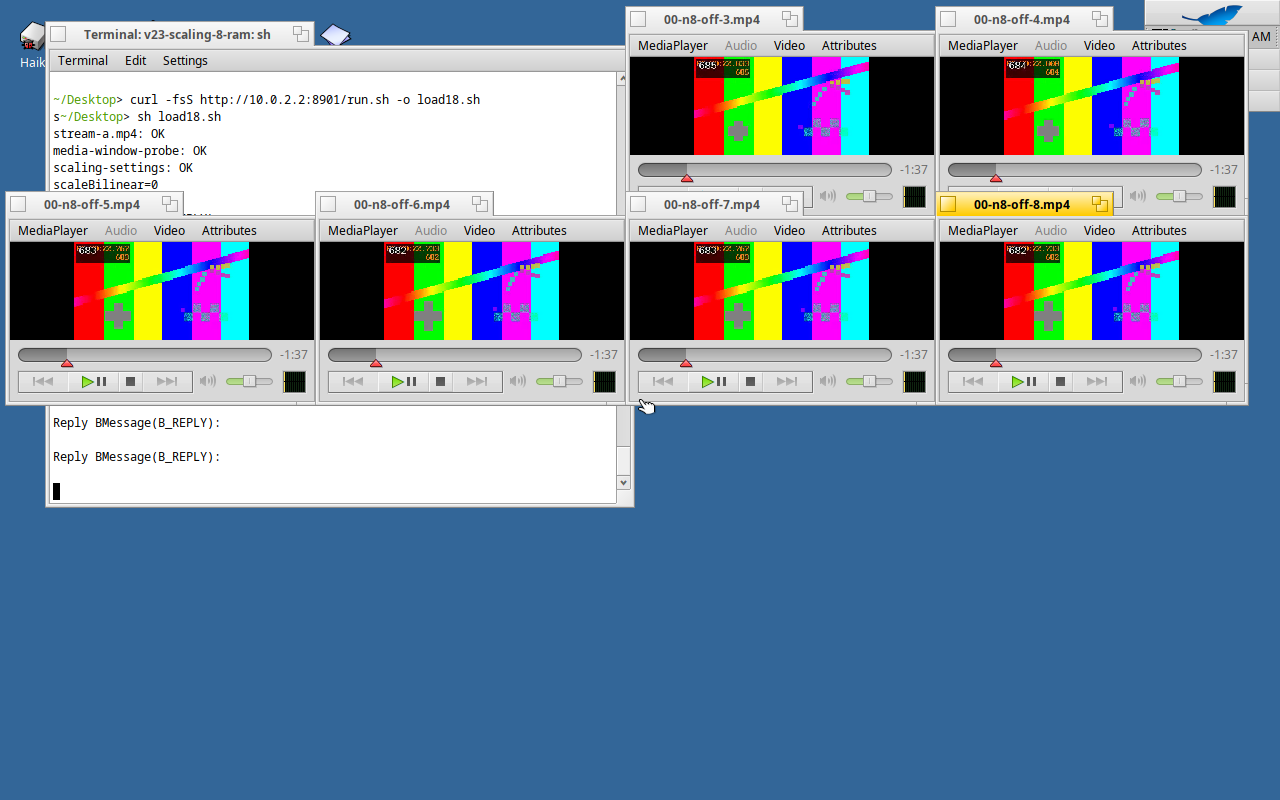 00-n8-off-3.mp4
00-n8-off-4.mp4
Terminal: v23-scaling-8-ram: sh
AM
MediaPlayer Audio Video Attributes
MediaPlayer Audio Video Attributes
Terminal Edit Settings
Haik
~/Desktop> curl -fsS http://10.0.2.2:8901/run.sh -o load18.sh
s~/Desktop> sh load18.sh
stream-a.mp4: OK
media-window-probe: OK
scaling-settings: OK
scaleBilinear=0
-1:37
-1:37
00-n8-off-5.mp4
00-n8-off-6.mp4
00-n8-off-7.mp4
00-n8-off-8.mp4
MediaPlayer Audio Video Attributes
MediaPlayer Audio Video Attributes
MediaPlayer Audio Video Attributes
MediaPlayer Audio Video Attributes
-1:37
-1:37
-1:37
-1:37
Reply BMessage(B_REPLY):
Reply BMessage(B_REPLY):